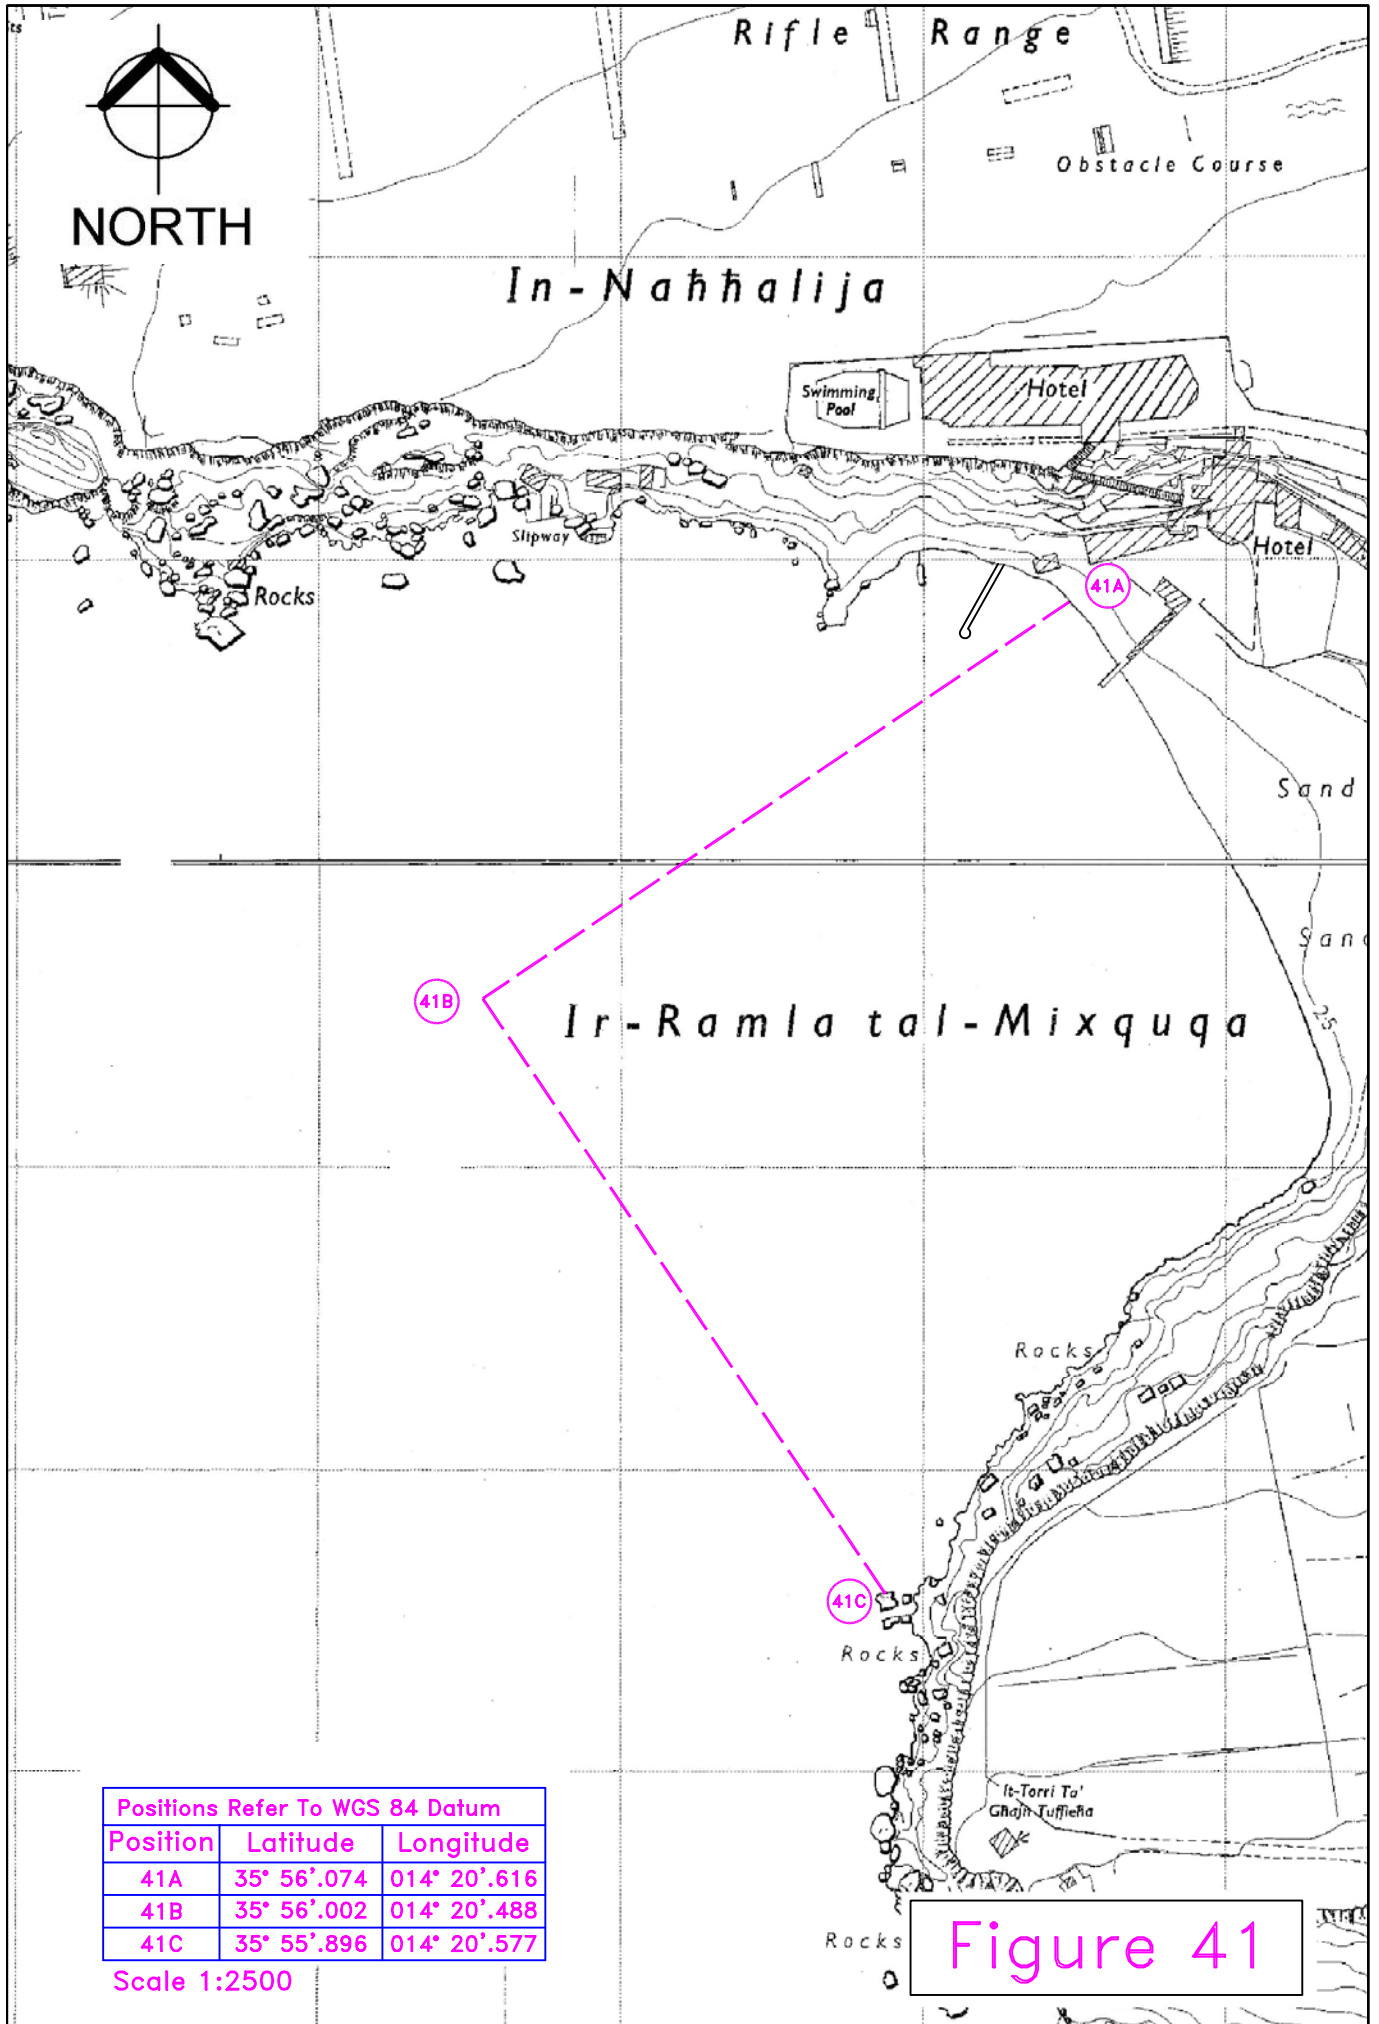 Rifle Range
Obstacle Course
NORTH
In-Naħħalija
Swimming
Pool
Hotel
Slipway
Hotel
Rocks
41A
Sand
41B
Ir-Ramla tal-Mixquqa
25
Rocks
41C
Rocks
It-Torri Ta'
Għajn Tuffieħa
Rocks
Positions Refer To WGS 84 Datum
Position Latitude Longitude
41A 35° 56'.074 014° 20'.616
41B 35° 56'.002 014° 20'.488
41C 35° 55'.896 014° 20'.577
Scale 1:2500
Figure 41